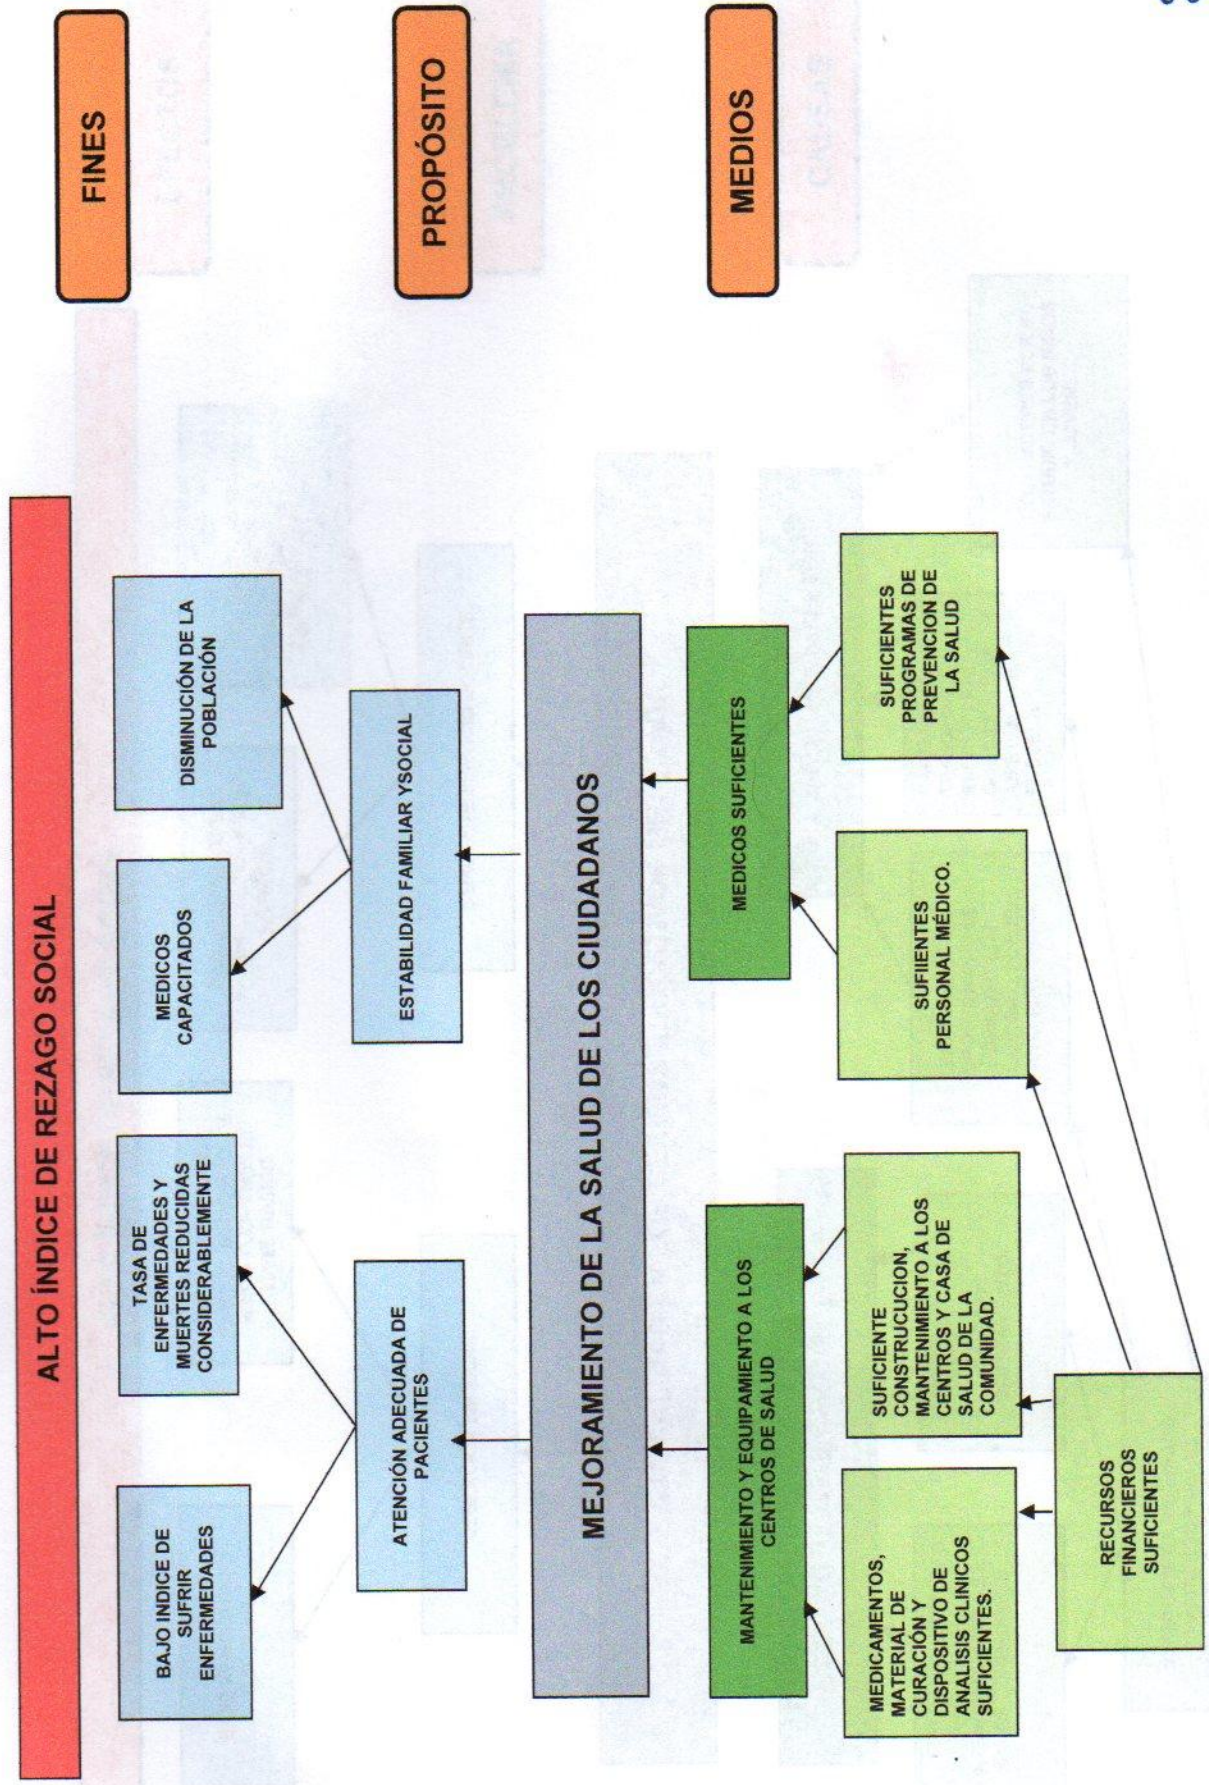 ALTO ÍNDICE DE REZAGO SOCIAL
FINES
BAJO INDICE DE
SUFRIR
ENFERMEDADES
TASA DE
ENFERMEDADES Y
MUERTES REDUCIDAS
CONSIDERABLEMENTE
MEDICOS
CAPACITADOS
DISMINUCIÓN DE LA
POBLACIÓN
PROPÓSITO
ATENCIÓN ADECUADA DE
PACIENTES
ESTABILIDAD FAMILIAR YSOCIAL
MEJORAMIENTO DE LA SALUD DE LOS CIUDADANOS
MEDIOS
MANTENIMIENTO Y EQUIPAMIENTO A LOS
CENTROS DE SALUD
MEDICOS SUFICIENTES
MEDICAMENTOS,
MATERIAL DE
CURACIÓN Y
DISPOSITIVO DE
ANALISIS CLINICOS
SUFICIENTES.
SUFICIENTE
CONSTRUCUCION,
MANTENIMIENTO A LOS
CENTROS Y CASA DE
SALUD DE LA
COMUNIDAD.
SUFIIENTES
PERSONAL MÉDICO.
SUFICIENTES
PROGRAMAS DE
PREVENCION DE
LA SALUD
RECURSOS
FINANCIEROS
SUFICIENTES